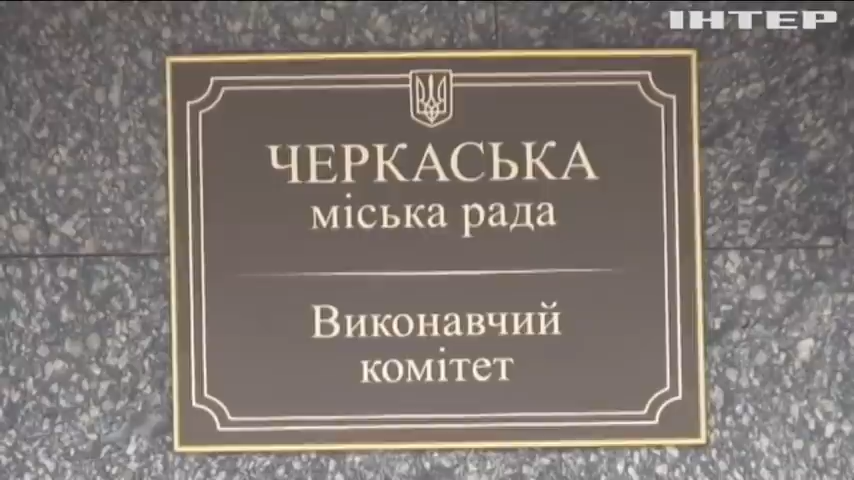 ІНТЕР
ЧЕРКАСЬКА
міська рада
Виконавчий
комітет